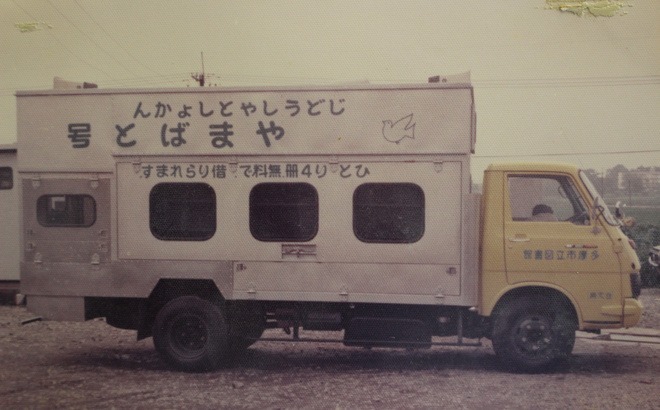 じどうしやとしょかん
やまばと号
ひとり4冊無料で借りられます
多摩市立図書館